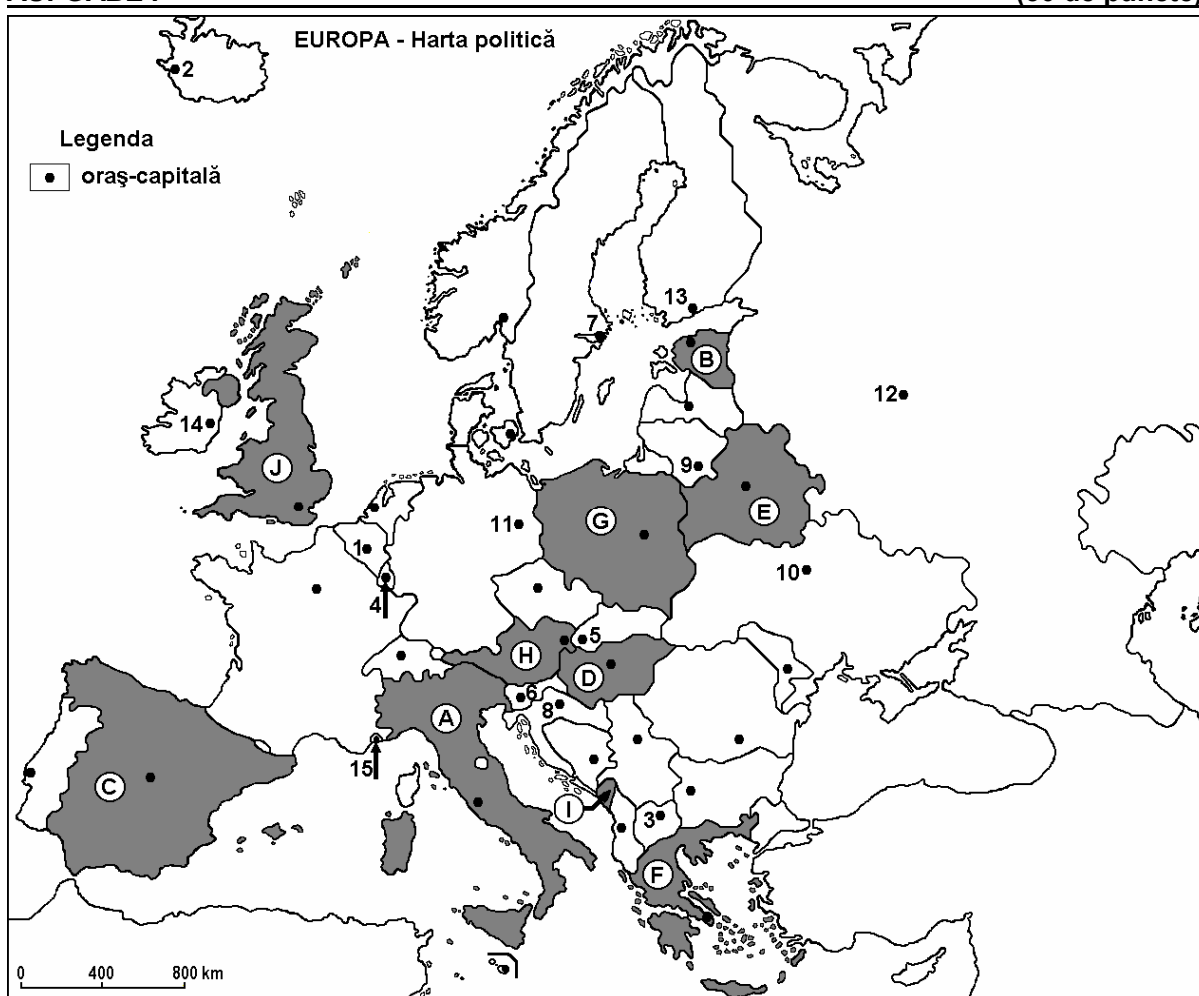 (30 de puncte)
EUROPA - Harta politică
2
Legenda
oraş-capitală
13
7
B
12
14
9
J
E
G
11
1
10
4
5
H
D
6
8
A
15
C
I
3
F
0 400 800 km